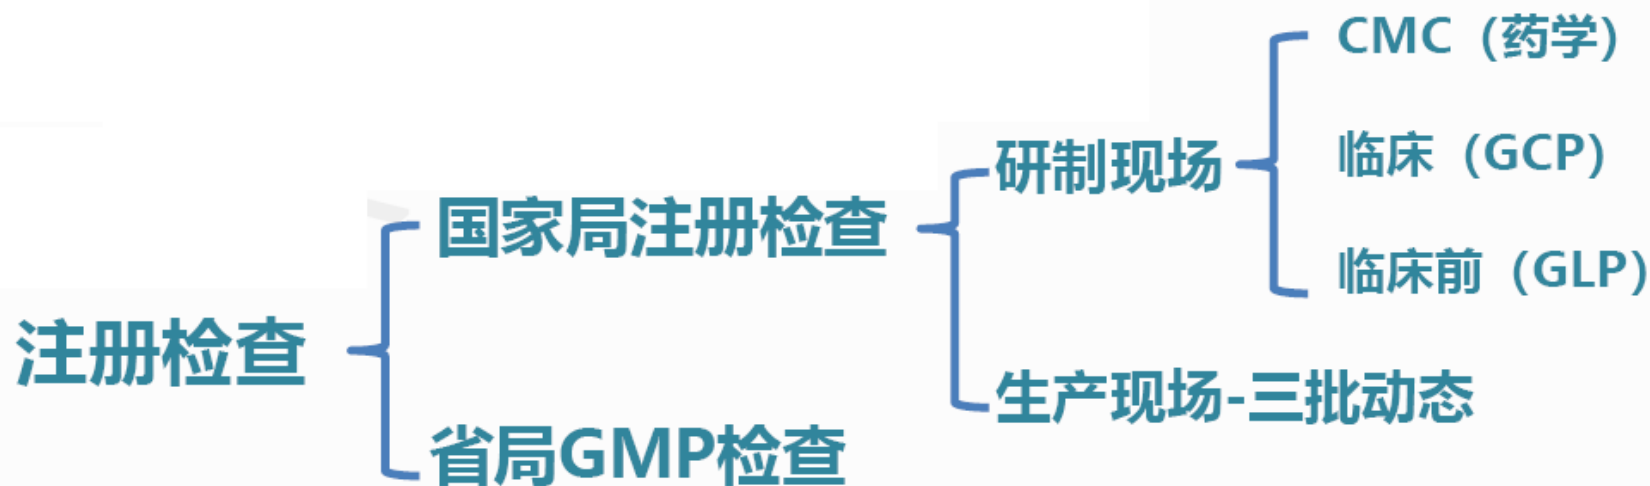 CMC（药学）
临床（GCP）
研制现场
国家局注册检查
临床前（GLP）
注册检查
生产现场-三批动态
省局GMP检查